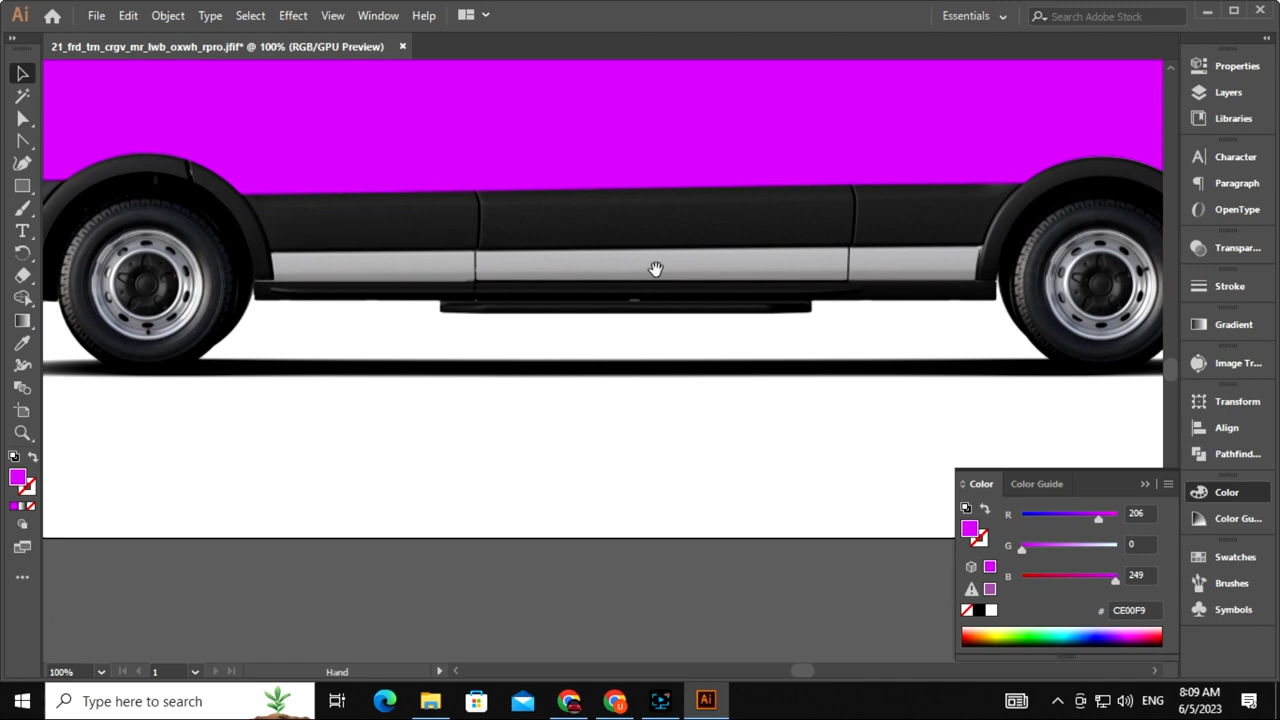 Ai File Edit Object Type Select Effect View Window Help Essentials Search Adobe Stock
21_frd_trn_crgv_mr_lwb_oxwh_rpro.jfif* @ 100% (RGB/GPU Preview)
Properties
Layers
Libraries
Character
Paragraph
OpenType
Transpar...
Stroke
Gradient
Image Tr...
Transform
Align
Pathfind...
Color
Color Gu...
Swatches
Brushes
Symbols
Color Color Guide
R 206
G 0
B 249
# CE00F9
100% 1 Hand
Type here to search
Ai
ENG
8:09 AM
6/5/2023